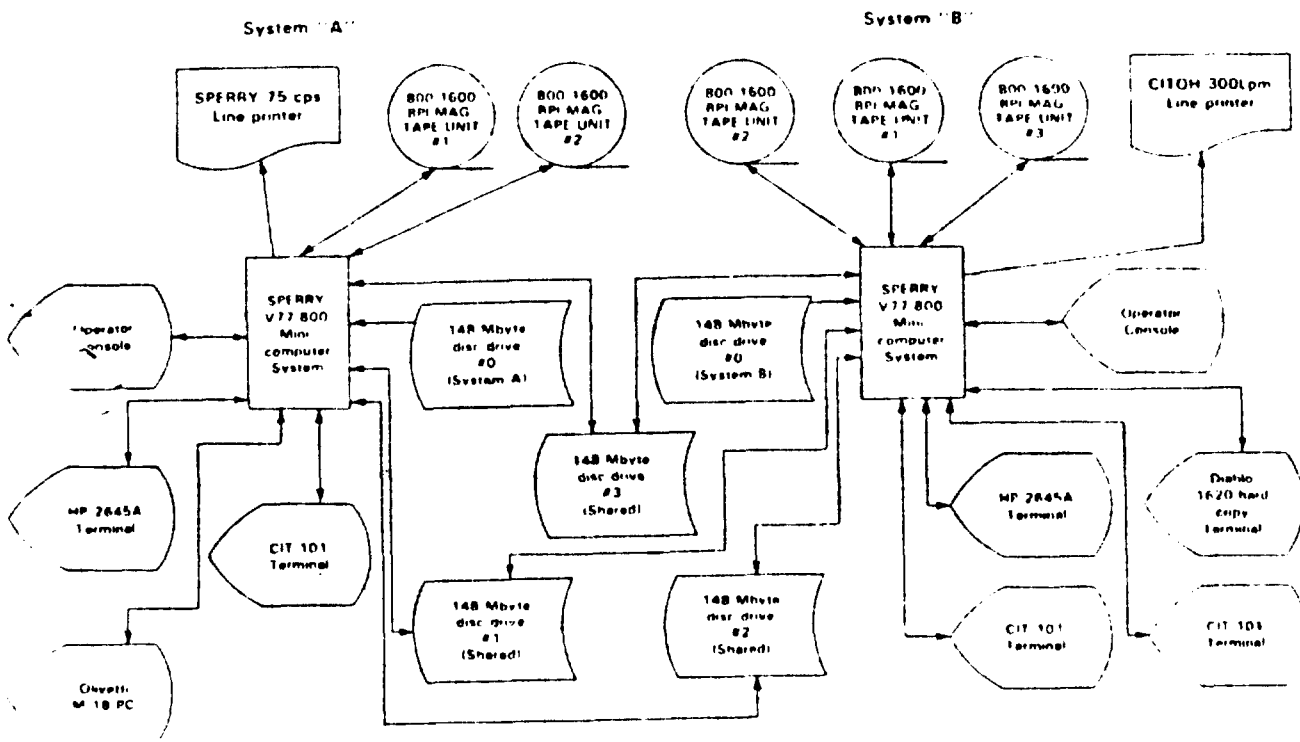 System "A"
System "B"
SPERRY 75 cps
Line printer
800-1600
BPI MAG
TAPE UNIT
#1
800-1600
BPI MAG
TAPE UNIT
#2
800-1600
BPI MAG
TAPE UNIT
#2
800-1600
BPI MAG
TAPE UNIT
#1
800-1600
BPI MAG
TAPE UNIT
#3
CITOH 300Lpm
Line printer
Operator
Console
SPERRY
V77 800
Mini
computer
System
148 Mbyte
disc drive
#0
(System A)
148 Mbyte
disc drive
#0
(System B)
SPERRY
V77 800
Mini
computer
System
Operator
Console
HP 2645A
Terminal
CIT 101
Terminal
148 Mbyte
disc drive
#3
(Shared)
HP 2645A
Terminal
Diablo
1620 hard
copy
Terminal
Olivetti
PC
148 Mbyte
disc drive
#1
(Shared)
148 Mbyte
disc drive
#2
(Shared)
CIT 101
Terminal
CIT 101
Terminal